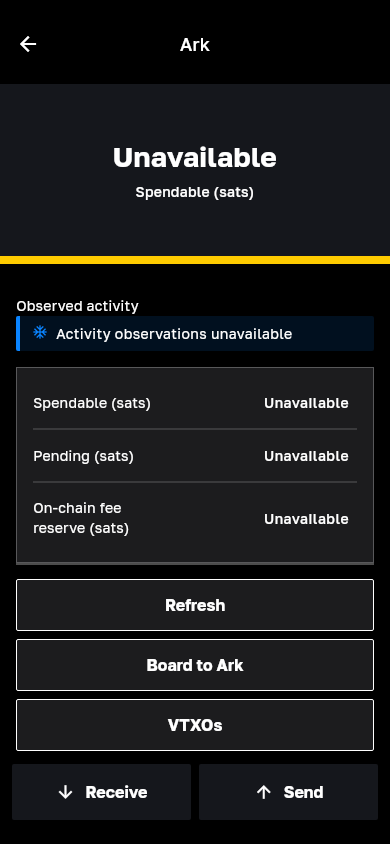 Ark
Unavailable
Spendable (sats)
Observed activity
Activity observations unavailable
Spendable (sats) Unavailable
Pending (sats) Unavailable
On-chain fee
reserve (sats) Unavailable
Refresh
Board to Ark
VTXOs
Receive Send